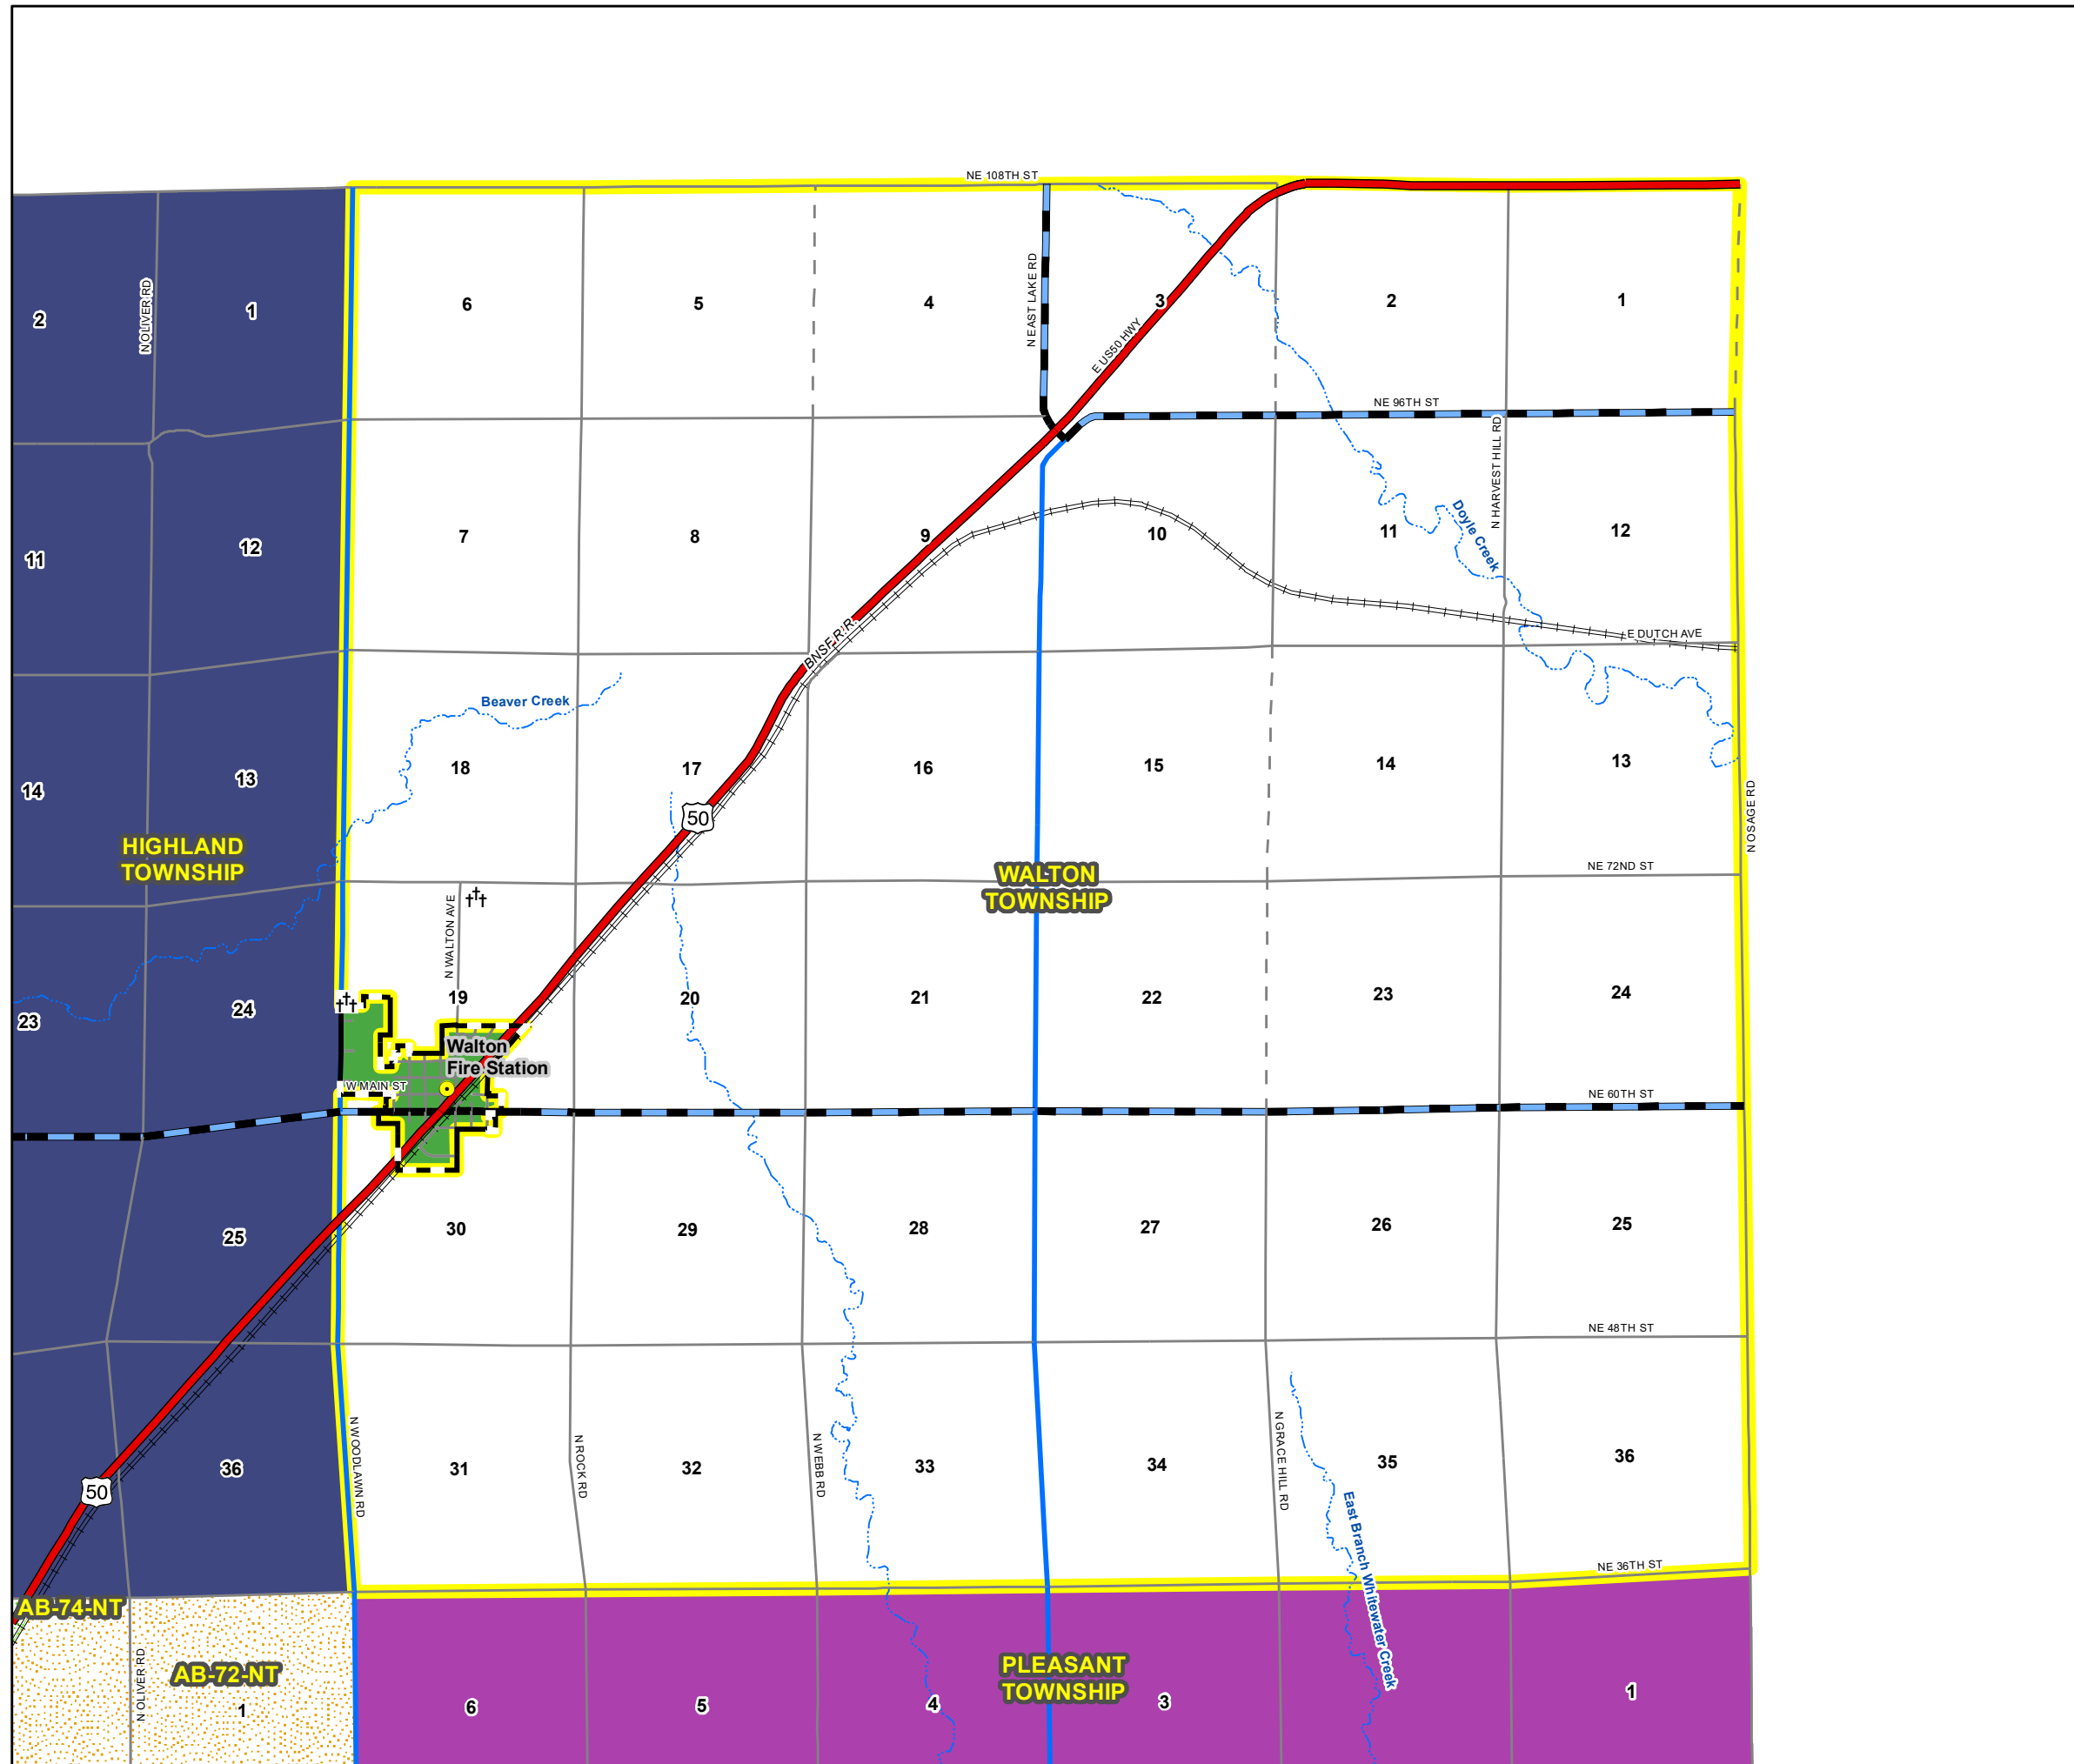 NE 108TH ST
N OLIVER RD
N EAST LAKE RD
E US50 HWY
2
1
6
5
4
3
2
1
NE 96TH ST
N HARVEST HILL RD
Doyle Creek
11
12
7
8
9
10
11
12
BNSF R.R.
E DUTCH AVE
Beaver Creek
14
13
18
17
16
15
14
13
50
N OSAGE RD
HIGHLAND
TOWNSHIP
WALTON
TOWNSHIP
NE 72ND ST
N WALTON AVE
23
24
19
20
21
22
23
24
Walton
Fire Station
W MAIN ST
NE 60TH ST
25
30
29
28
27
26
25
NE 48TH ST
N WOODLAWN RD
N ROCK RD
N WEBB RD
N GRACE HILL RD
36
31
32
33
34
35
36
50
East Branch Whitewater Creek
NE 36TH ST
AB-74-NT
AB-72-NT
N OLIVER RD
PLEASANT
TOWNSHIP
1
6
5
4
3
1